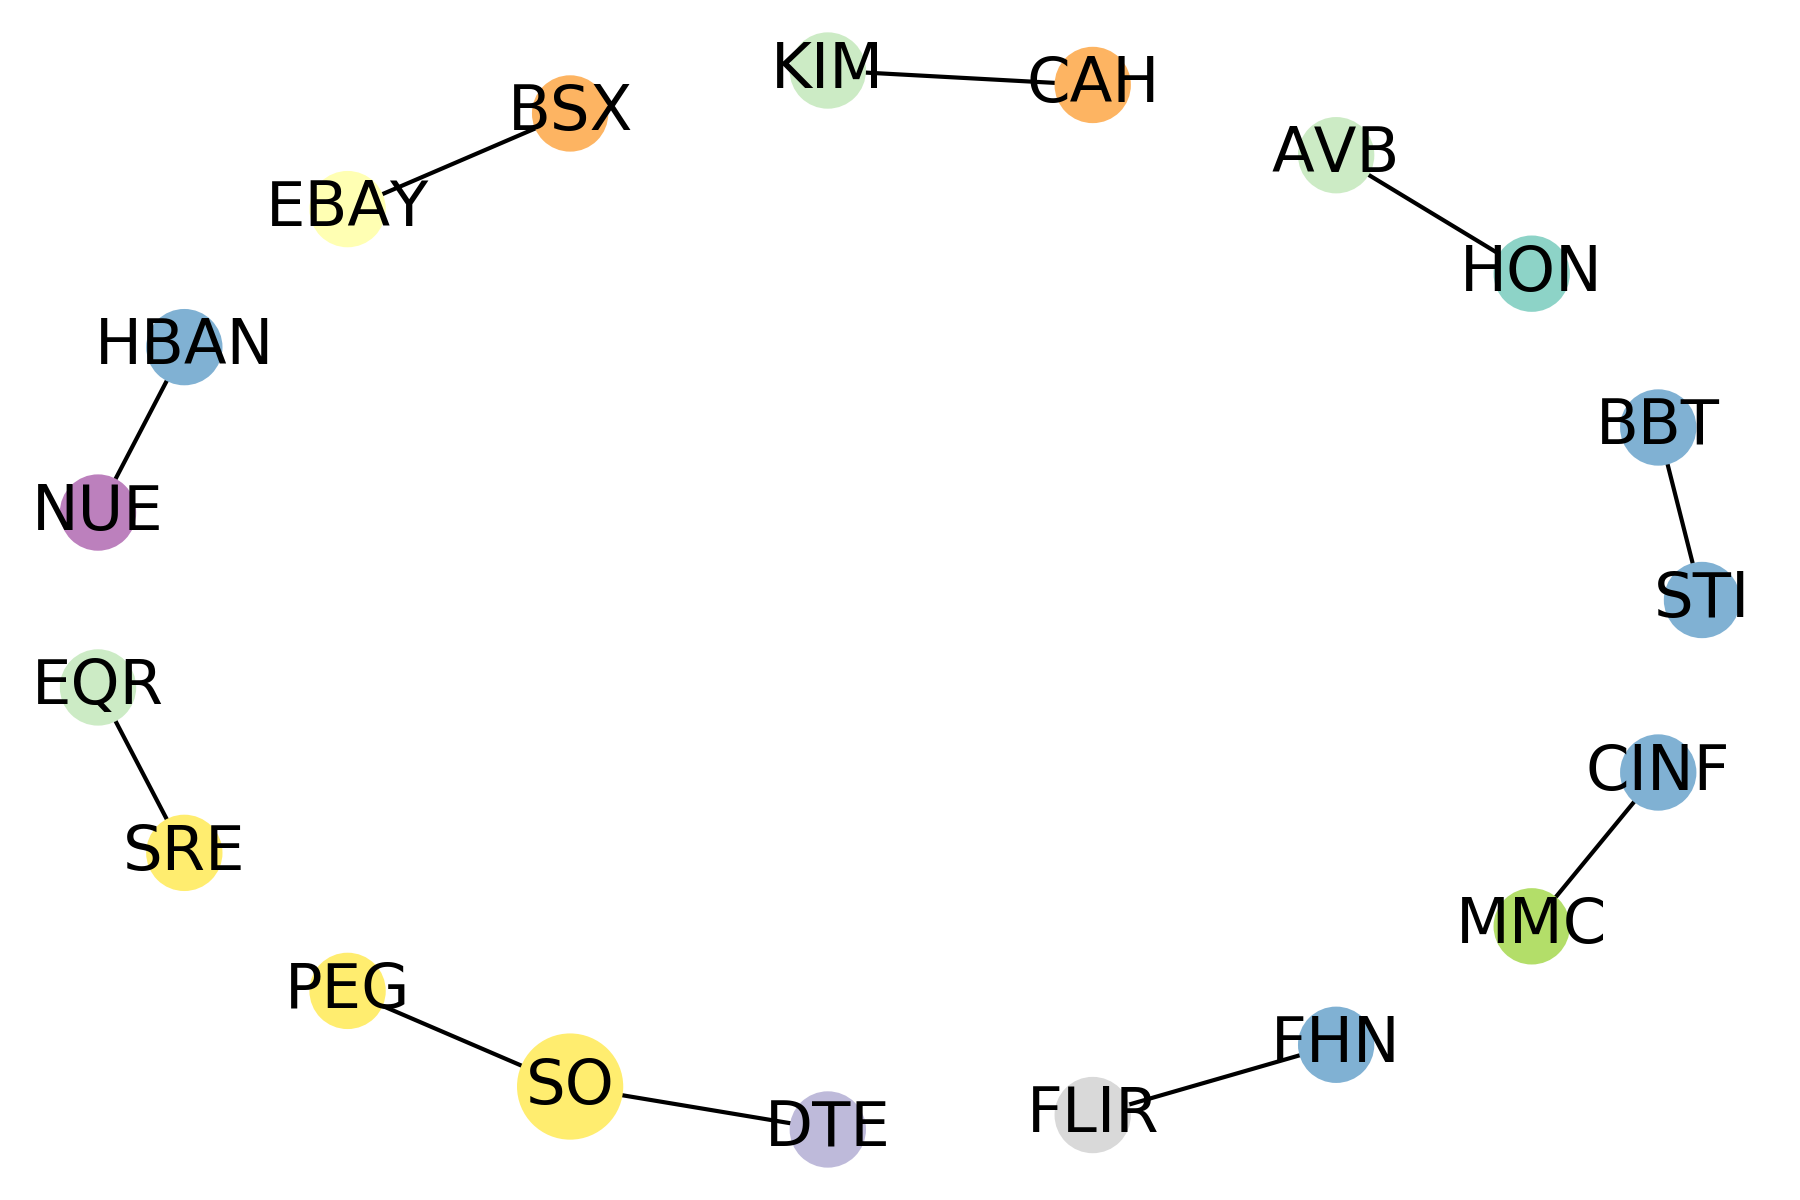 KIM
CAH
BSX
AVB
EBAY
HON
HBAN
BBT
NUE
STI
EQR
CINF
SRE
MMC
PEG
FHN
SO
FLIR
DTE